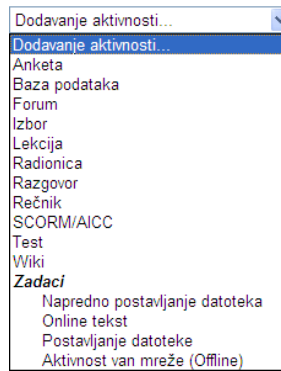 Dodavanje aktivnosti...
Dodavanje aktivnosti...
Anketa
Baza podataka
Forum
Izbor
Lekcija
Radionica
Razgovor
Rečnik
SCORM/AICC
Test
Wiki
Zadaci
Napredno postavljanje datoteka
Online tekst
Postavljanje datoteke
Aktivnost van mreže (Offline)